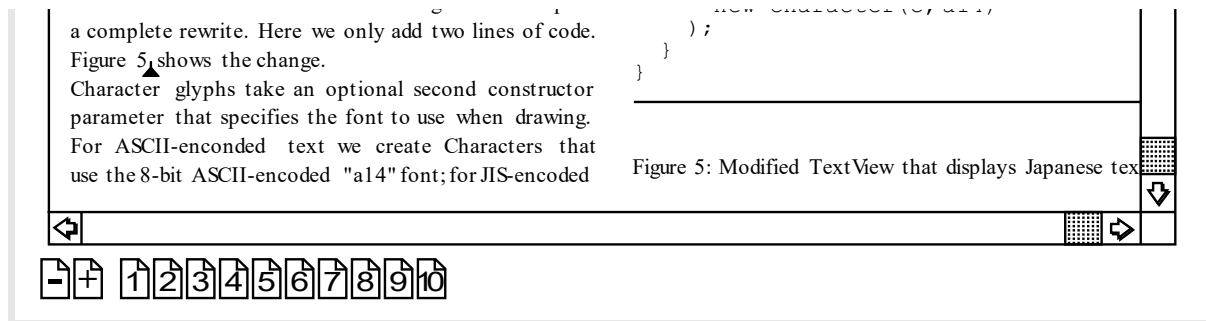 a complete rewrite. Here we only add two lines of code.
Figure 5 shows the change.
Character glyphs take an optional second constructor
parameter that specifies the font to use when drawing.
For ASCII-enconded text we create Characters that
use the 8-bit ASCII-encoded "a14" font; for JIS-encoded
new Character(c, a14)
);
}
}
Figure 5: Modified TextView that displays Japanese tex
- + 1 2 3 4 5 6 7 8 9 10